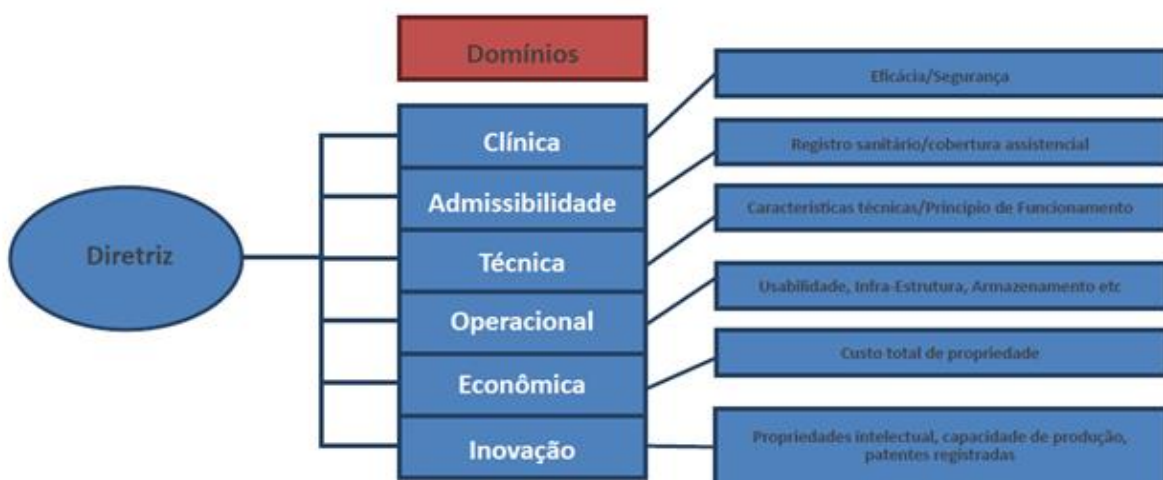 Domínios
Diretriz
Clínica
Admissibilidade
Técnica
Operacional
Econômica
Inovação
Eficácia/Segurança
Registro sanitário/cobertura assistencial
Características técnicas/Princípio de Funcionamento
Usabilidade, Infra-Estrutura, Armazenamento etc
Custo total de propriedade
Propriedades intelectual, capacidade de produção,
patentes registradas